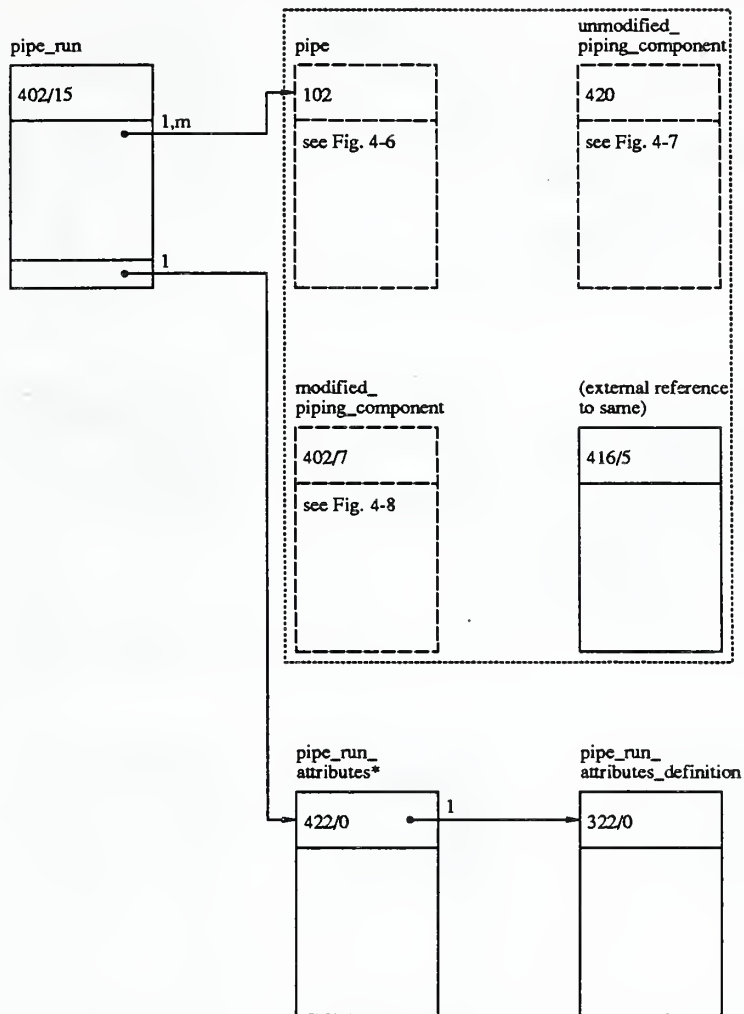 pipe_run
402/15
1,m
1
pipe
102
see Fig. 4-6
unmodified_
piping_component
420
see Fig. 4-7
modified_
piping_component
402/7
see Fig. 4-8
(external reference
to same)
416/5
pipe_run_
attributes*
422/0
1
pipe_run_
attributes_definition
322/0